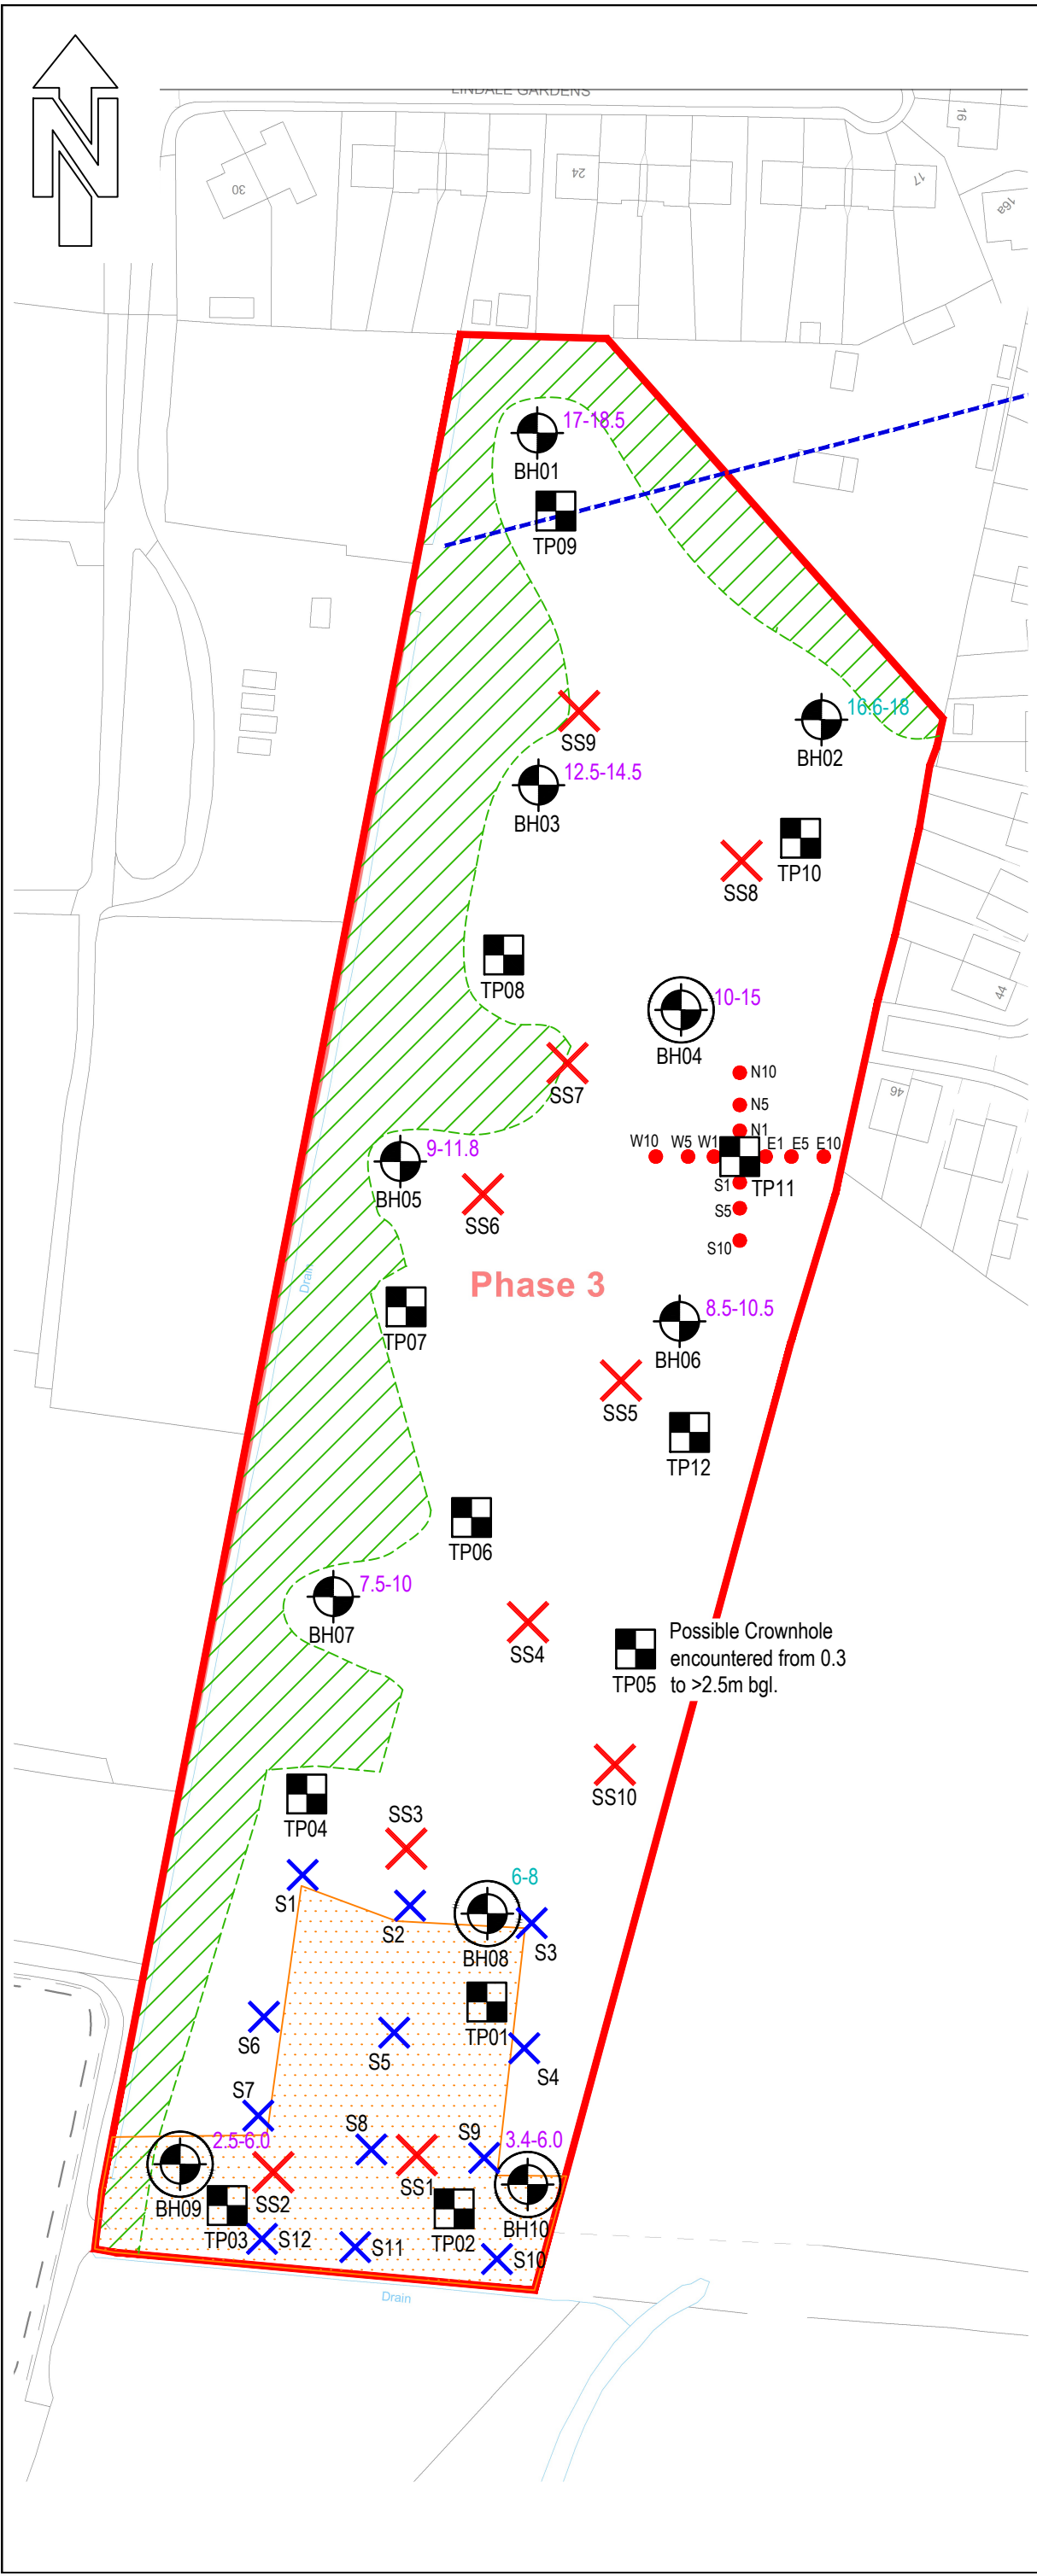 LINDALE GARDENS
N
16
30
24
17
16a
17-18.5
BH01
TP09
SS9
16.6-18
BH02
12.5-14.5
BH03
TP10
SS8
TP08
10-15
BH04
44
SS7
N10
N5
N1
46
9-11.8
BH05
W10
W5
W1
E1
E5
E10
TP11
S1
SS6
S5
S10
Drain
Phase 3
TP07
8.5-10.5
BH06
SS5
TP12
TP06
7.5-10
BH07
SS4
Possible Crownhole
encountered from 0.3
to >2.5m bgl.
TP05
SS10
TP04
SS3
6-8
S1
S2
S3
BH08
TP01
S6
S5
S4
S7
S8
S9
2.5-6.0
3.4-6.0
BH09
SS2
SS1
TP03
S12
S11
TP02
BH10
S10
Drain